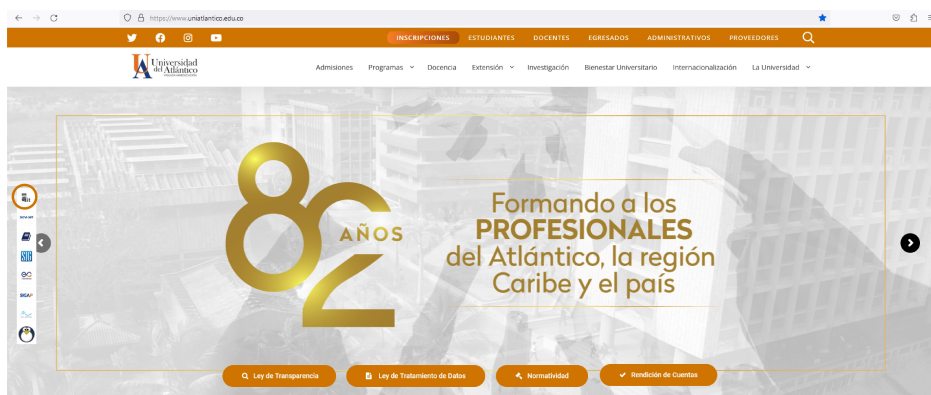 https://www.uniatlantico.edu.co
INSCRIPCIONES ESTUDIANTES DOCENTES EGRESADOS ADMINISTRATIVOS PROVEEDORES
Universidad
del Atlántico
Admisiones Programas Docencia Extensión Investigación Bienestar Universitario Internacionalización La Universidad
82
AÑOS
Formando a los
PROFESIONALES
del Atlántico, la región
Caribe y el país
Ley de Transparencia Ley de Tratamiento de Datos Normatividad Rendición de Cuentas